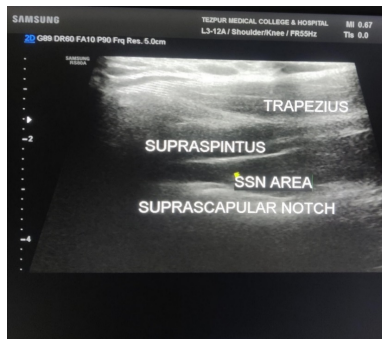 SAMSUNG
TEZPUR MEDICAL COLLEGE & HOSPITAL
MI 0.67
L3-12A / Shoulder/Knee / FR55Hz
TIs 0.0
2D G89 DR60 FA10 P90 Frq Res. 5.0cm
SAMSUNG
TRAPEZIUS
2
SUPRASPINTUS
SSN AREA
SUPRASCAPULAR NOTCH
4